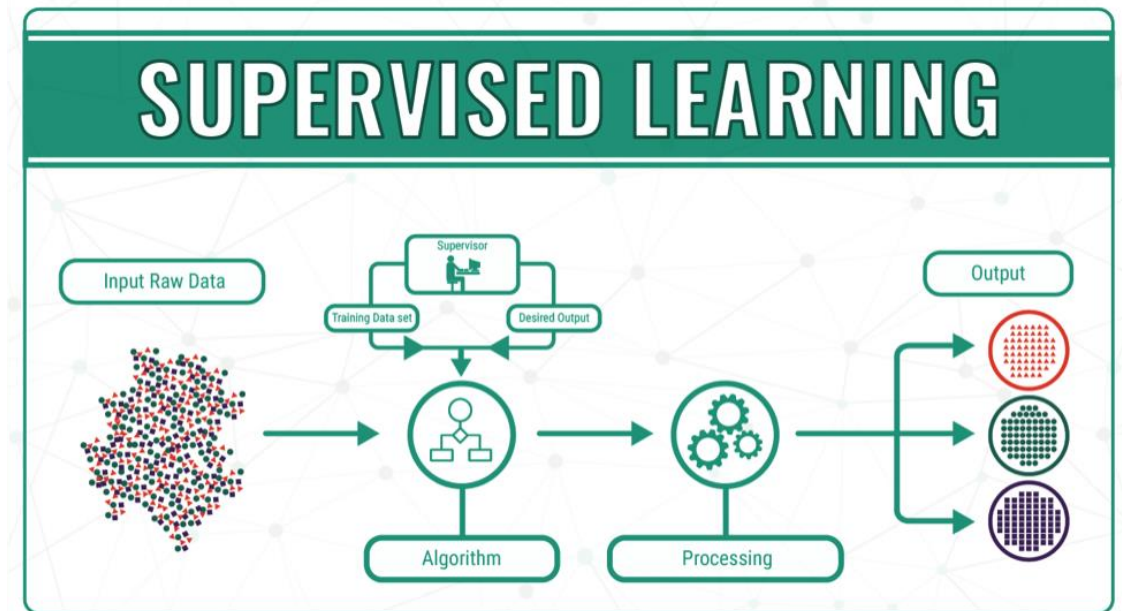 SUPERVISED LEARNING
Input Raw Data
Supervisor
Training Data set
Desired Output
Algorithm
Processing
Output